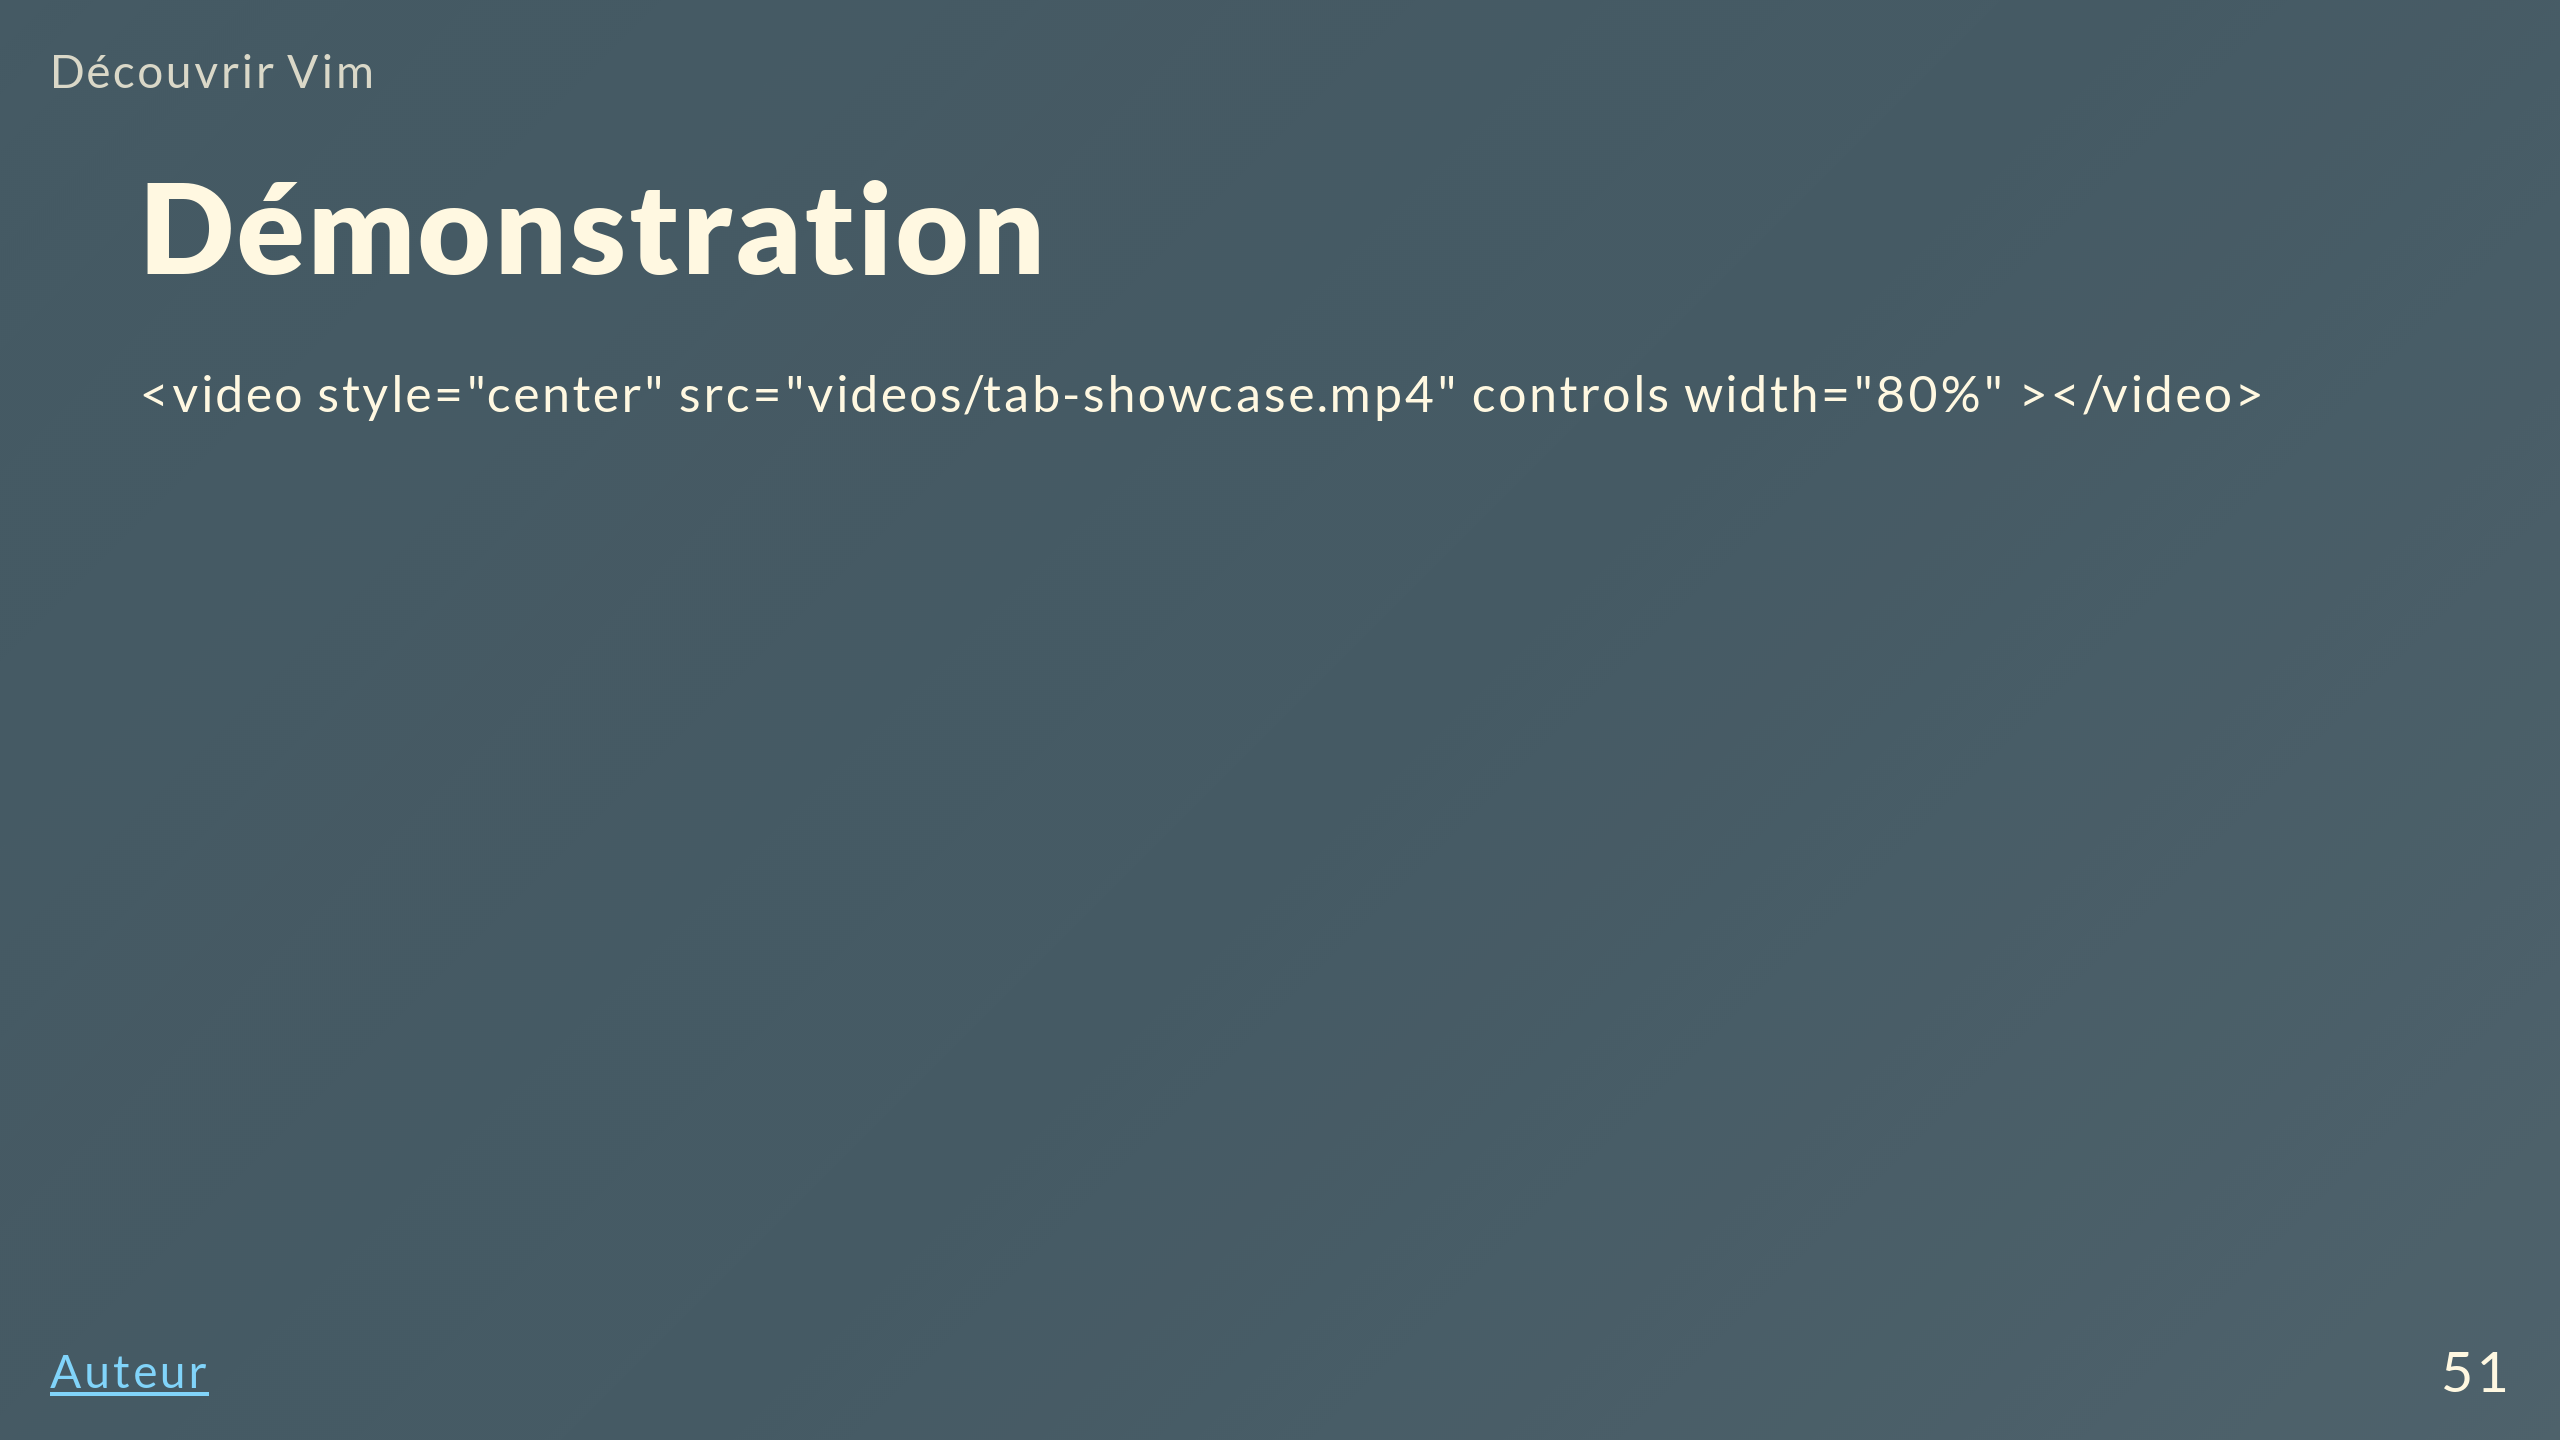 Découvrir Vim
Démonstration
<video style="center" src="videos/tab-showcase.mp4" controls width="80%" ></video>
Auteur
51